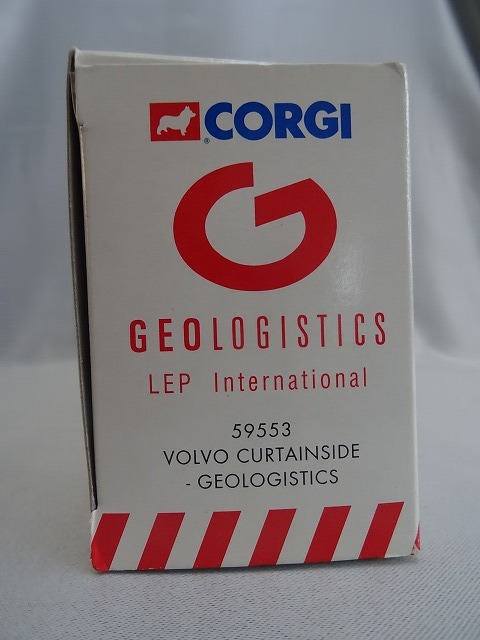 CORGI
GEOLOGISTICS
LEP International
59553
VOLVO CURTAINSIDE
- GEOLOGISTICS